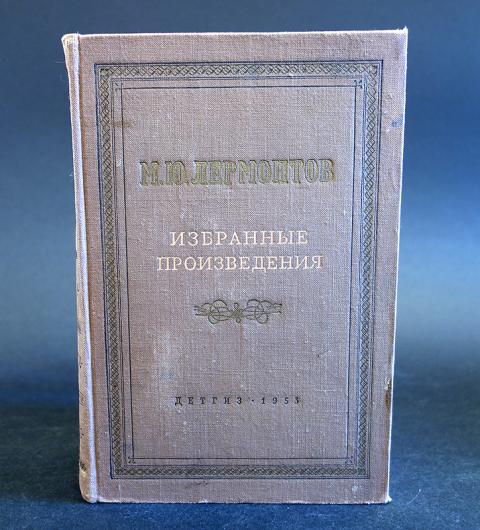 М.Ю.ЛЕРМОНТОВ
ИЗБРАННЫЕ
ПРОИЗВЕДЕНИЯ
ДЕТГИЗ · 1953